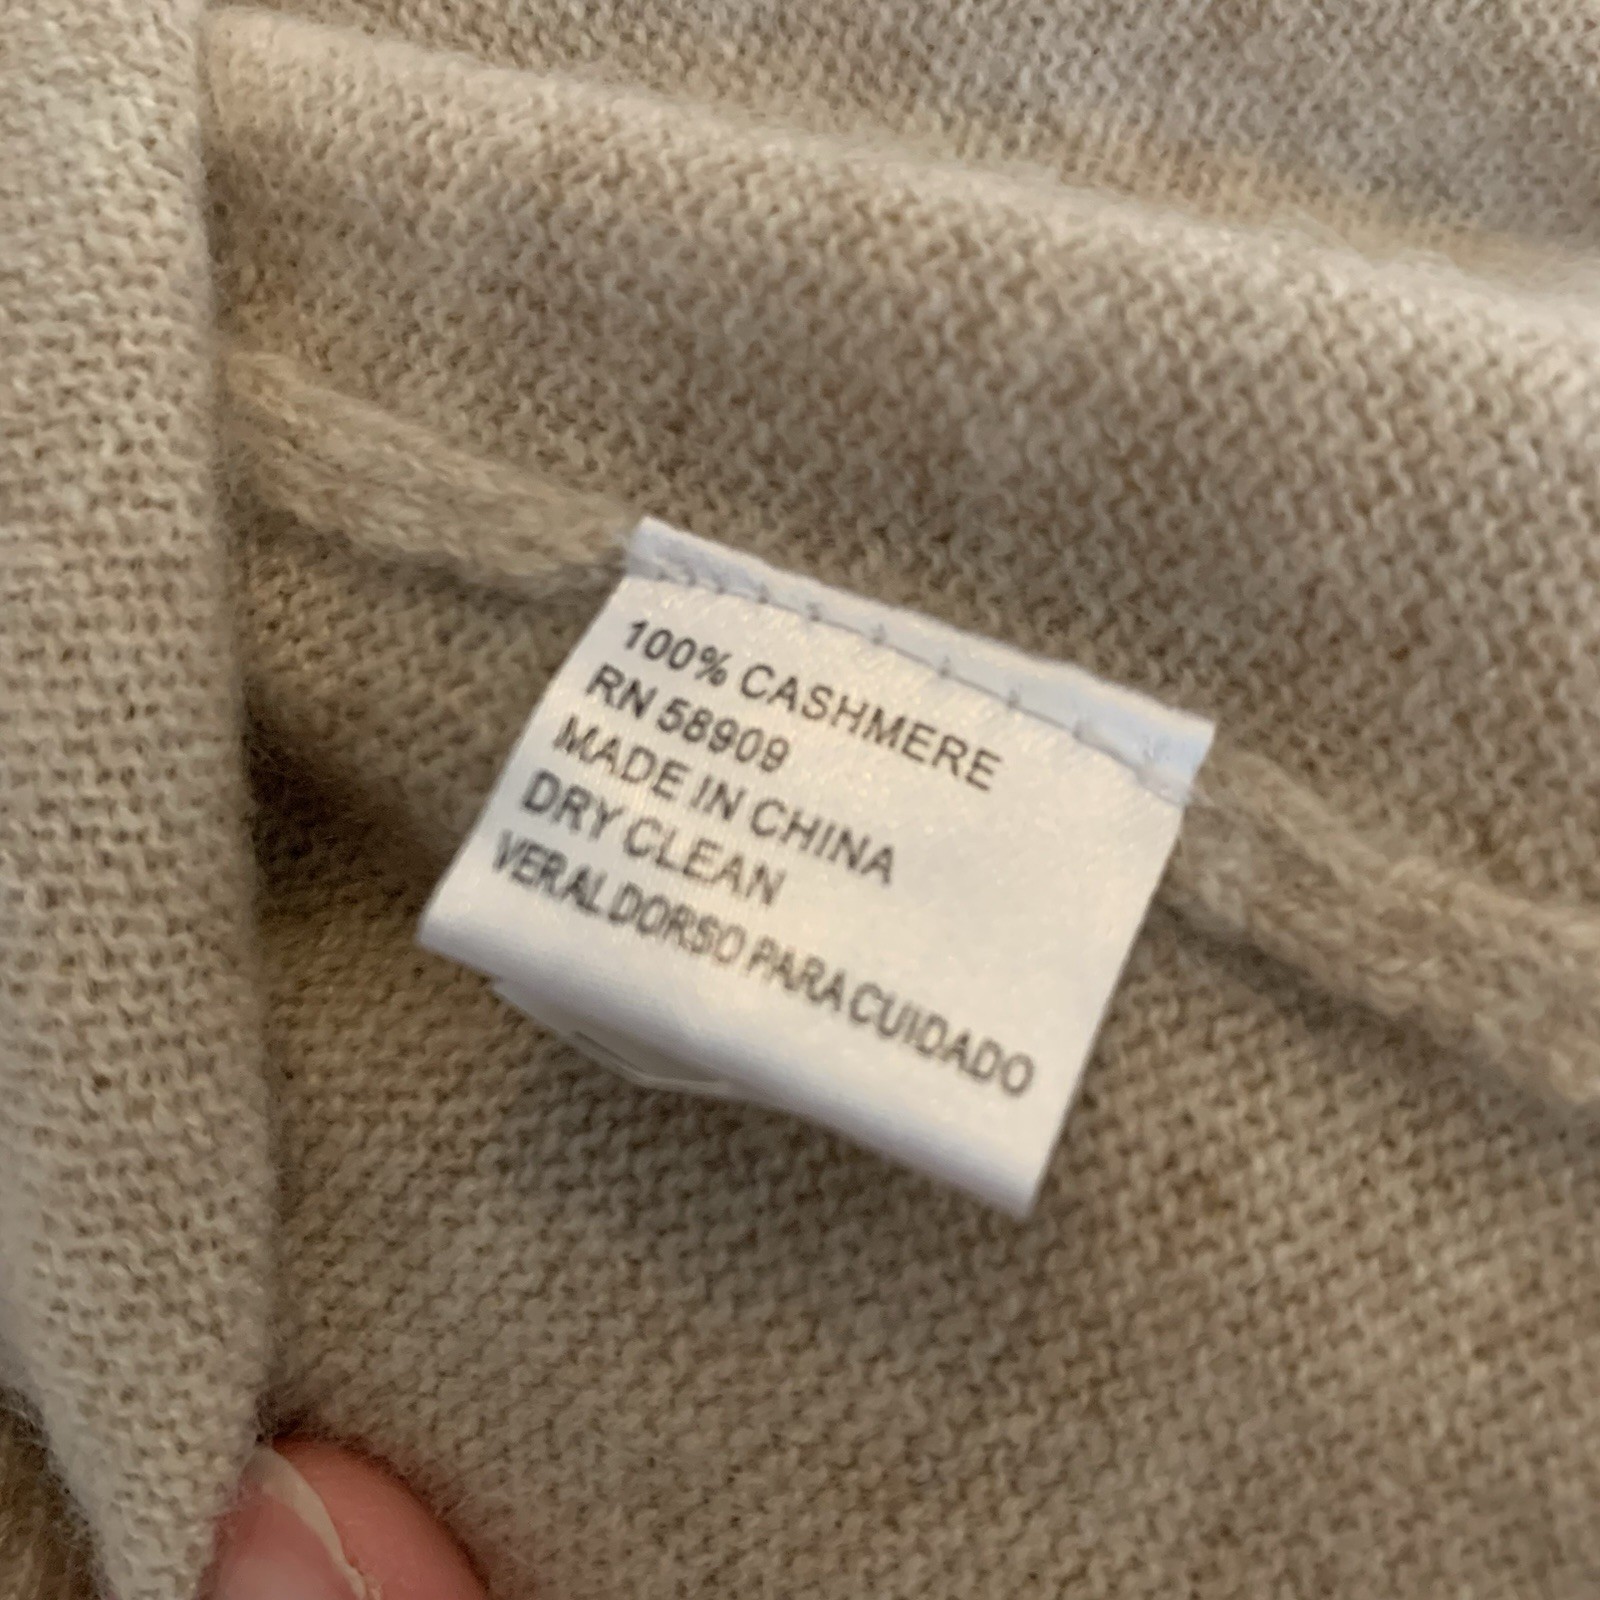 100% CASHMERE
RN 58909
MADE IN CHINA
DRY CLEAN
VER AL DORSO PARA CUIDADO